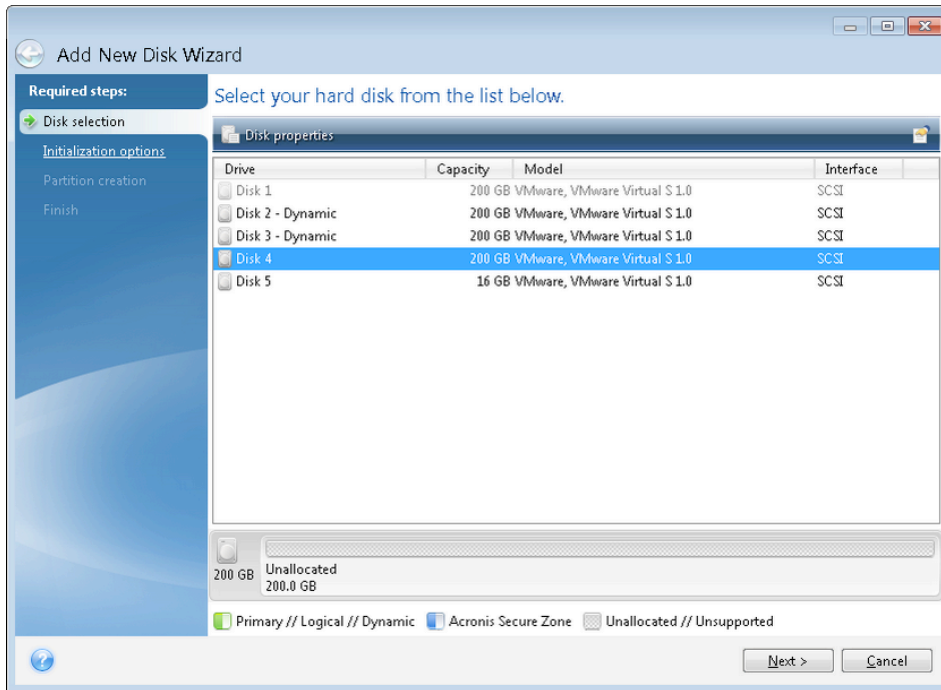 Add New Disk Wizard
Required steps:
Disk selection
Initialization options
Partition creation
Finish
Select your hard disk from the list below.
Disk properties
Drive Capacity Model Interface
Disk 1 200 GB VMware, VMware Virtual S 1.0 SCSI
Disk 2 - Dynamic 200 GB VMware, VMware Virtual S 1.0 SCSI
Disk 3 - Dynamic 200 GB VMware, VMware Virtual S 1.0 SCSI
Disk 4 200 GB VMware, VMware Virtual S 1.0 SCSI
Disk 5 16 GB VMware, VMware Virtual S 1.0 SCSI
200 GB
Unallocated
200.0 GB
Primary // Logical // Dynamic Acronis Secure Zone Unallocated // Unsupported
? Next > Cancel